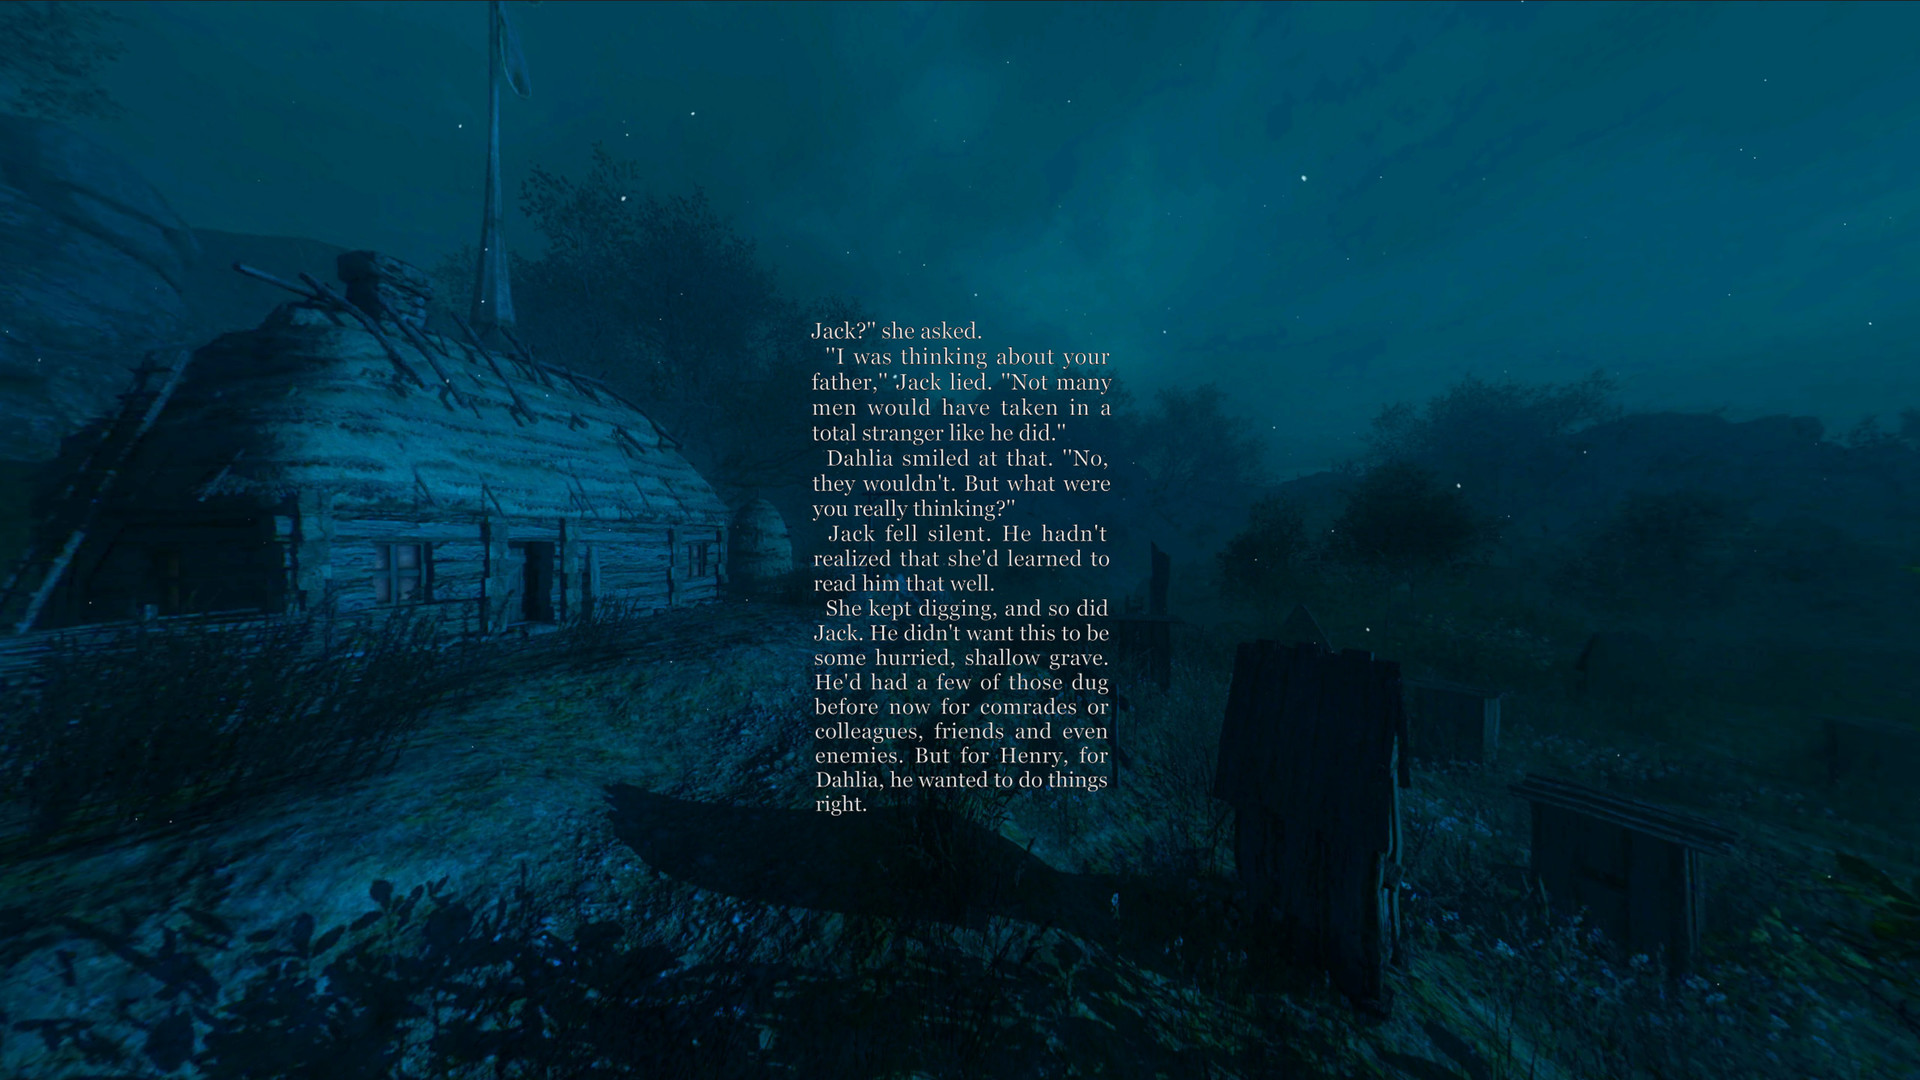 Jack?" she asked.
"I was thinking about your
father," Jack lied. "Not many
men would have taken in a
total stranger like he did."
Dahlia smiled at that. "No,
they wouldn't. But what were
you really thinking?"
Jack fell silent. He hadn't
realized that she'd learned to
read him that well.
She kept digging, and so did
Jack. He didn't want this to be
some hurried, shallow grave.
He'd had a few of those dug
before now for comrades or
colleagues, friends and even
enemies. But for Henry, for
Dahlia, he wanted to do things
right.